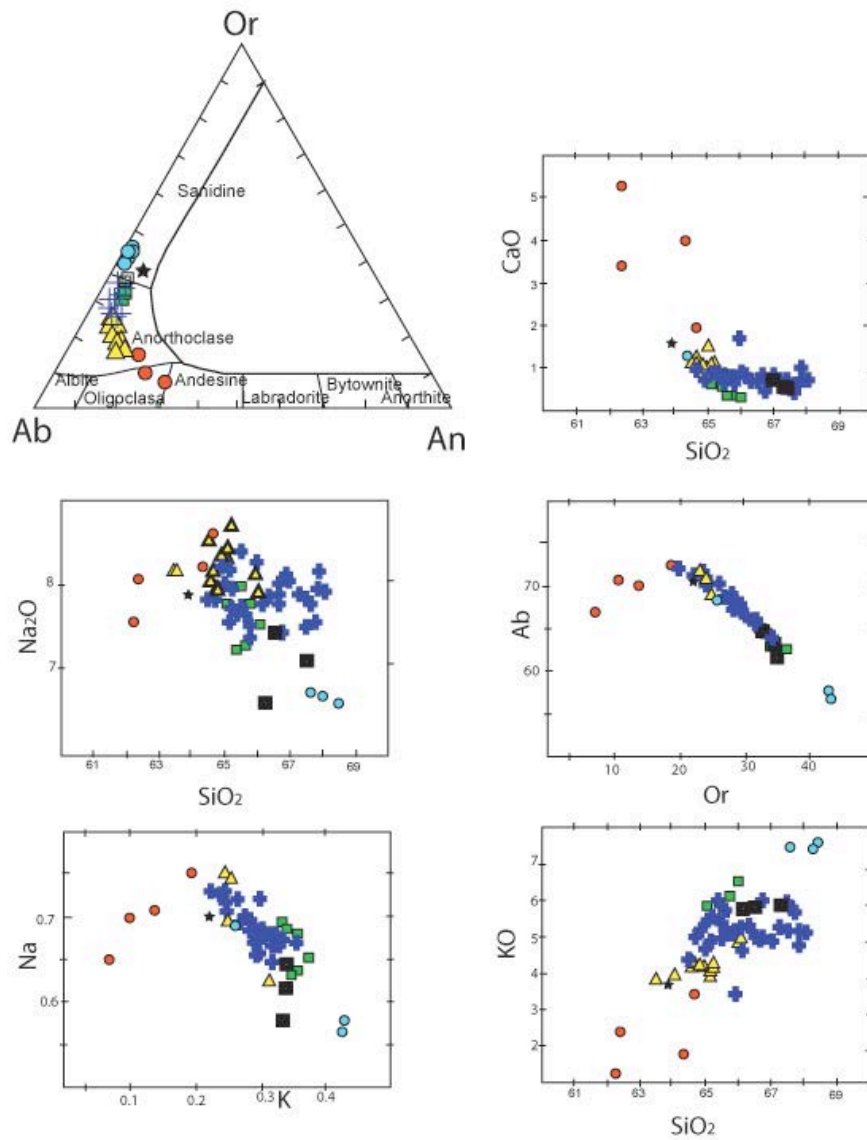 Or
Sanidine
Anorthoclase
Albite
Oligoclasa
Andesine
Labradorite
Bytownite
Anorthite
Ab
An
CaO
5
4
3
2
1
61 63 65 67 69
SiO2
Na2O
8
7
61 63 65 67 69
SiO2
Ab
70
60
10 20 30 40
Or
Na
0.7
0.6
0.1 0.2 0.3 0.4
K
KO
7
6
5
4
3
2
61 63 65 67 69
SiO2